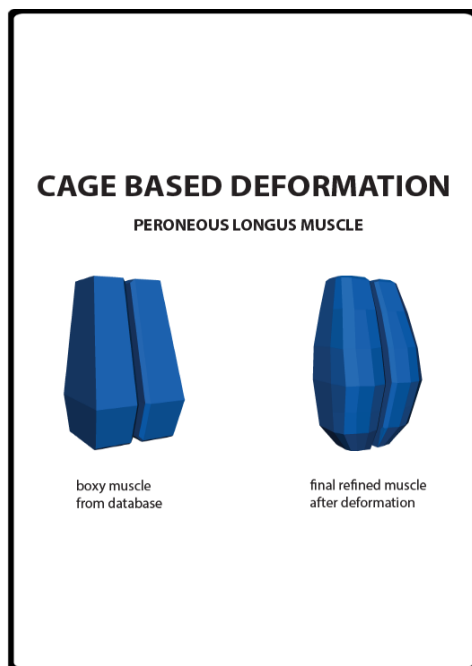 CAGE BASED DEFORMATION
PERONEOUS LONGUS MUSCLE
boxy muscle
from database
final refined muscle
after deformation